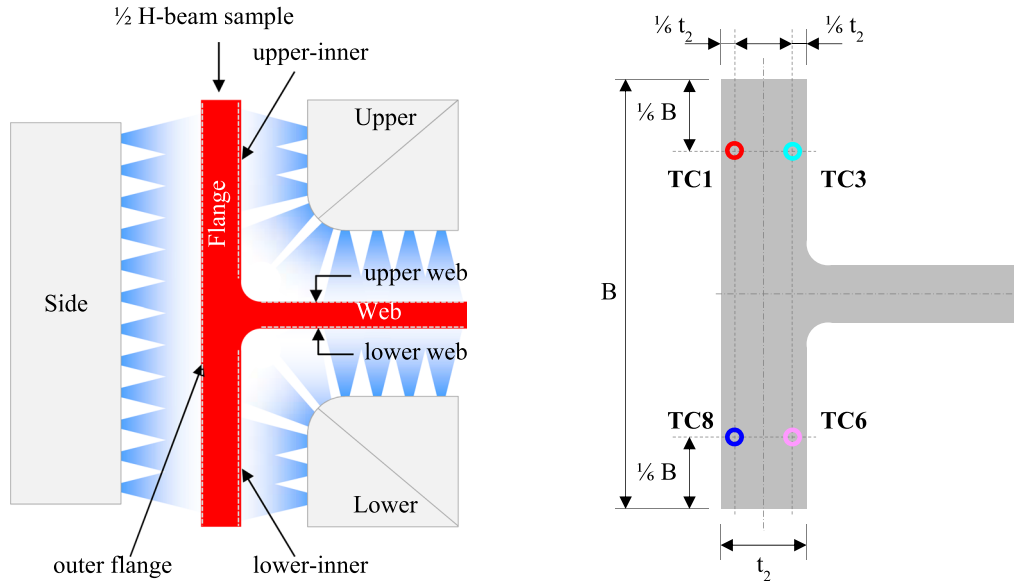 ½ H-beam sample
upper-inner
Upper
Flange
Side
upper web
Web
lower web
Lower
outer flange
lower-inner
⅙ t₂
⅙ t₂
⅙ B
TC1
TC3
B
TC8
TC6
⅙ B
t₂